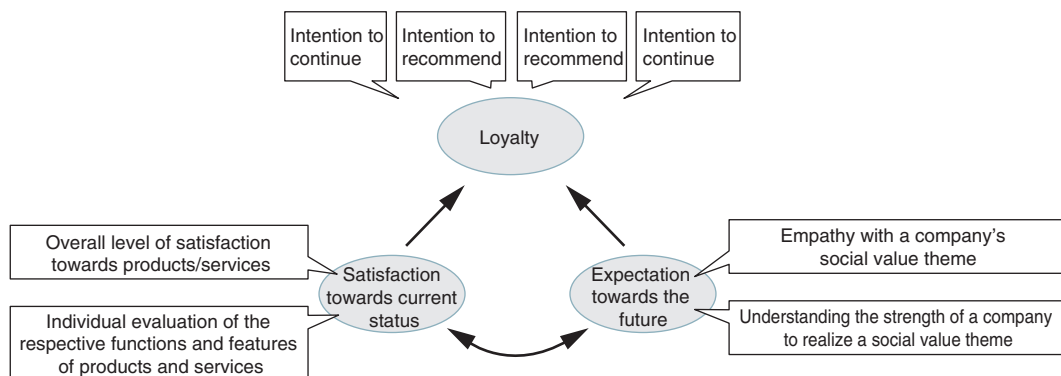 Intention to
continue
Intention to
recommend
Intention to
recommend
Intention to
continue
Loyalty
Overall level of satisfaction
towards products/services
Individual evaluation of the
respective functions and features
of products and services
Satisfaction
towards current
status
Expectation
towards the
future
Empathy with a company's
social value theme
Understanding the strength of a company
to realize a social value theme